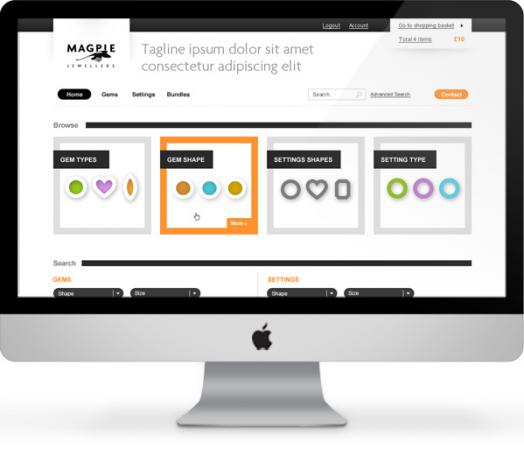 Logout Account Go to shopping basket
Total 4 items £10
MAGPIE
JEWELLERS
Tagline ipsum dolor sit amet
consectetur adipiscing elit
Home Gems Settings Bundles Search Advanced Search Contact
Browse
GEM TYPES GEM SHAPE SETTINGS SHAPES SETTING TYPE
More »
Search
GEMS SETTINGS
Shape Size Shape Size